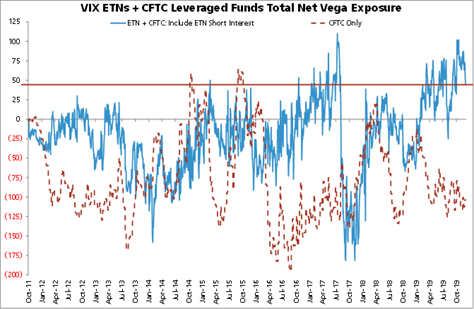 VIX ETNs + CFTC Leveraged Funds Total Net Vega Exposure
ETN + CFTC: Include ETN Short Interest
CFTC Only
125
100
75
50
25
0
(25)
(50)
(75)
(100)
(125)
(150)
(175)
(200)
Oct-11
Jan-12
Apr-12
Jul-12
Oct-12
Jan-13
Apr-13
Jul-13
Oct-13
Jan-14
Apr-14
Jul-14
Oct-14
Jan-15
Apr-15
Jul-15
Oct-15
Jan-16
Apr-16
Jul-16
Oct-16
Jan-17
Apr-17
Jul-17
Oct-17
Jan-18
Apr-18
Jul-18
Oct-18
Jan-19
Apr-19
Jul-19
Oct-19